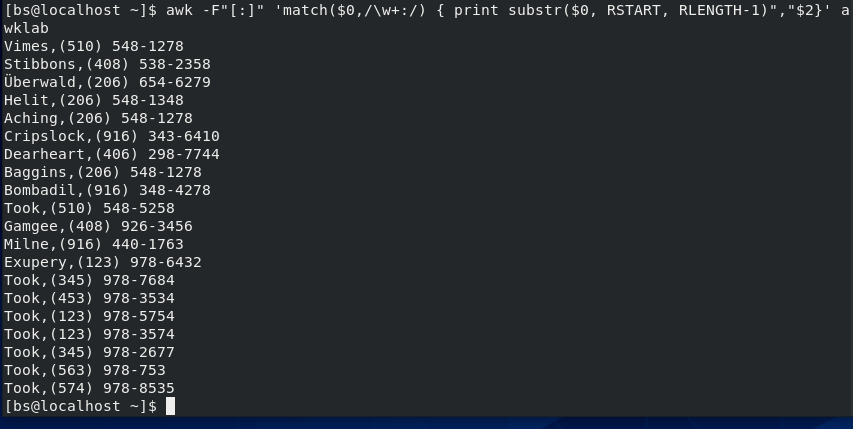 [bs@localhost ~]$ awk -F"[:]" 'match($0,/\w+:/) { print substr($0, RSTART, RLENGTH-1)","$2}' a
wklab
Vimes,(510) 548-1278
Stibbons,(408) 538-2358
Überwald,(206) 654-6279
Helit,(206) 548-1348
Aching,(206) 548-1278
Cripslock,(916) 343-6410
Dearheart,(406) 298-7744
Baggins,(206) 548-1278
Bombadil,(916) 348-4278
Took,(510) 548-5258
Gamgee,(408) 926-3456
Milne,(916) 440-1763
Exupery,(123) 978-6432
Took,(345) 978-7684
Took,(453) 978-3534
Took,(123) 978-5754
Took,(123) 978-3574
Took,(345) 978-2677
Took,(563) 978-753
Took,(574) 978-8535
[bs@localhost ~]$